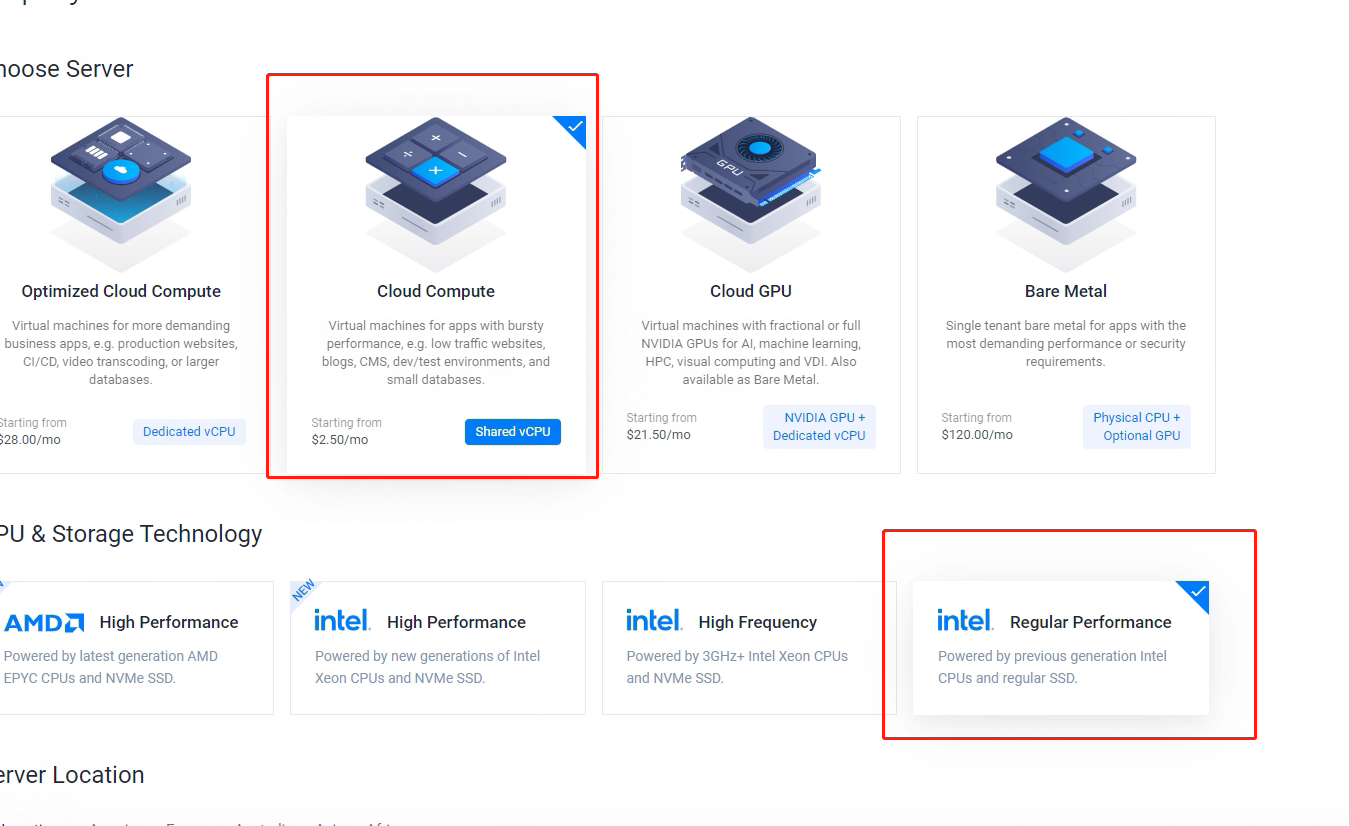 hoose Server
GPU
Optimized Cloud Compute
Virtual machines for more demanding
business apps, e.g. production websites,
CI/CD, video transcoding, or larger
databases.
Starting from
$28.00/mo
Dedicated vCPU
Cloud Compute
Virtual machines for apps with bursty
performance, e.g. low traffic websites,
blogs, CMS, dev/test environments, and
small databases.
Starting from
$2.50/mo
Shared vCPU
Cloud GPU
Virtual machines with fractional or full
NVIDIA GPUs for AI, machine learning,
HPC, visual computing and VDI. Also
available as Bare Metal.
Starting from
$21.50/mo
NVIDIA GPU +
Dedicated vCPU
Bare Metal
Single tenant bare metal for apps with the
most demanding performance or security
requirements.
Starting from
$120.00/mo
Physical CPU +
Optional GPU
PU & Storage Technology
AMD High Performance
Powered by latest generation AMD
EPYC CPUs and NVMe SSD.
NEW
intel. High Performance
Powered by new generations of Intel
Xeon CPUs and NVMe SSD.
intel. High Frequency
Powered by 3GHz+ Intel Xeon CPUs
and NVMe SSD.
intel. Regular Performance
Powered by previous generation Intel
CPUs and regular SSD.
erver Location